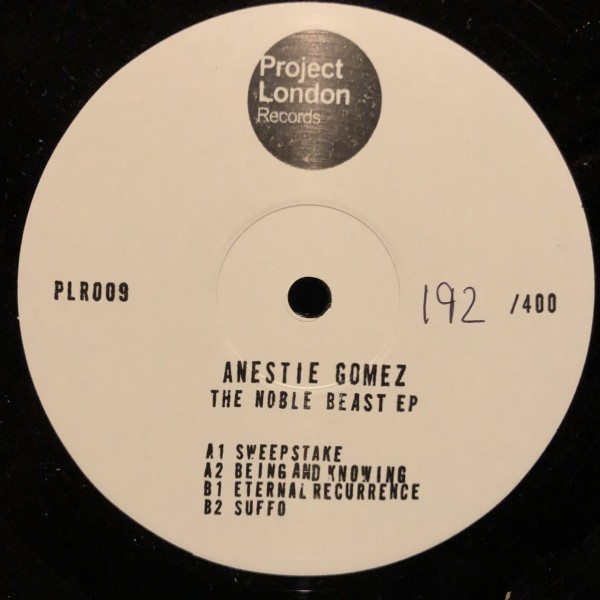 Project
London
Records
PLR009
192 /400
ANESTIE GOMEZ
THE NOBLE BEAST EP
A1 SWEEPSTAKE
A2 BEING AND KNOWING
B1 ETERNAL RECURRENCE
B2 SUFFO